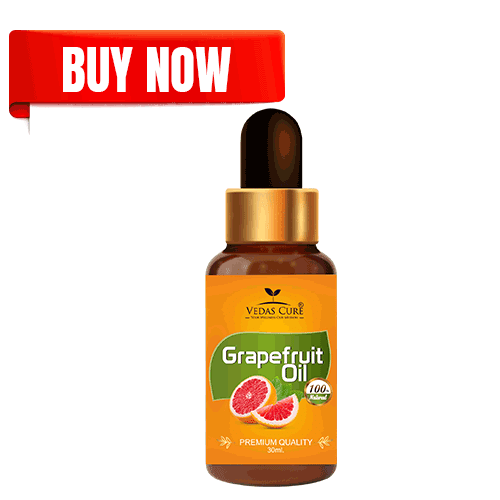 BUY NOW
VEDAS CURE®
Grapefruit
Oil
100%
Natural
PREMIUM QUALITY
30ml.